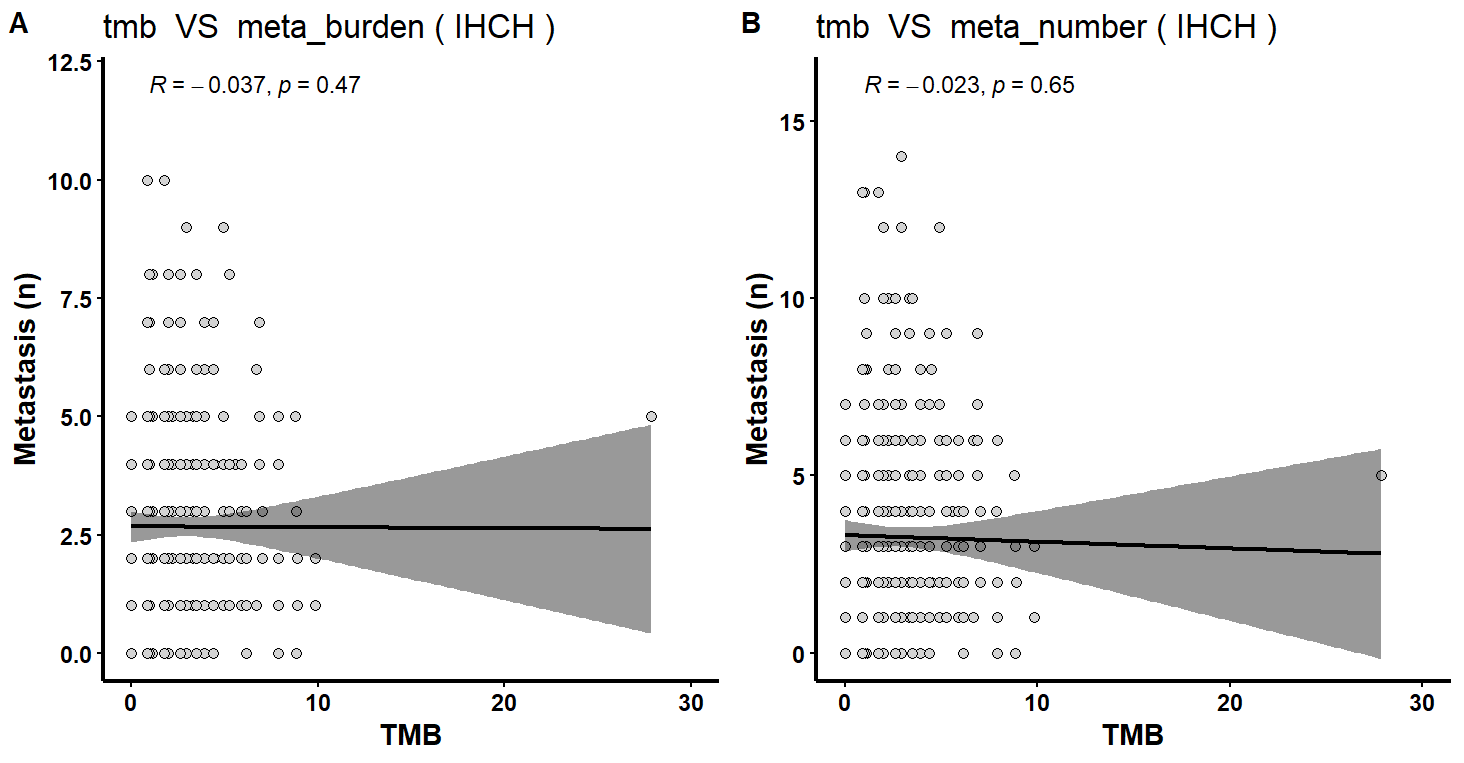 A
tmb VS meta_burden ( IHCH )
R = − 0.037, p = 0.47
12.5
10.0
7.5
5.0
2.5
0.0
Metastasis (n)
0 10 20 30
TMB
B
tmb VS meta_number ( IHCH )
R = − 0.023, p = 0.65
15
10
5
0
Metastasis (n)
0 10 20 30
TMB